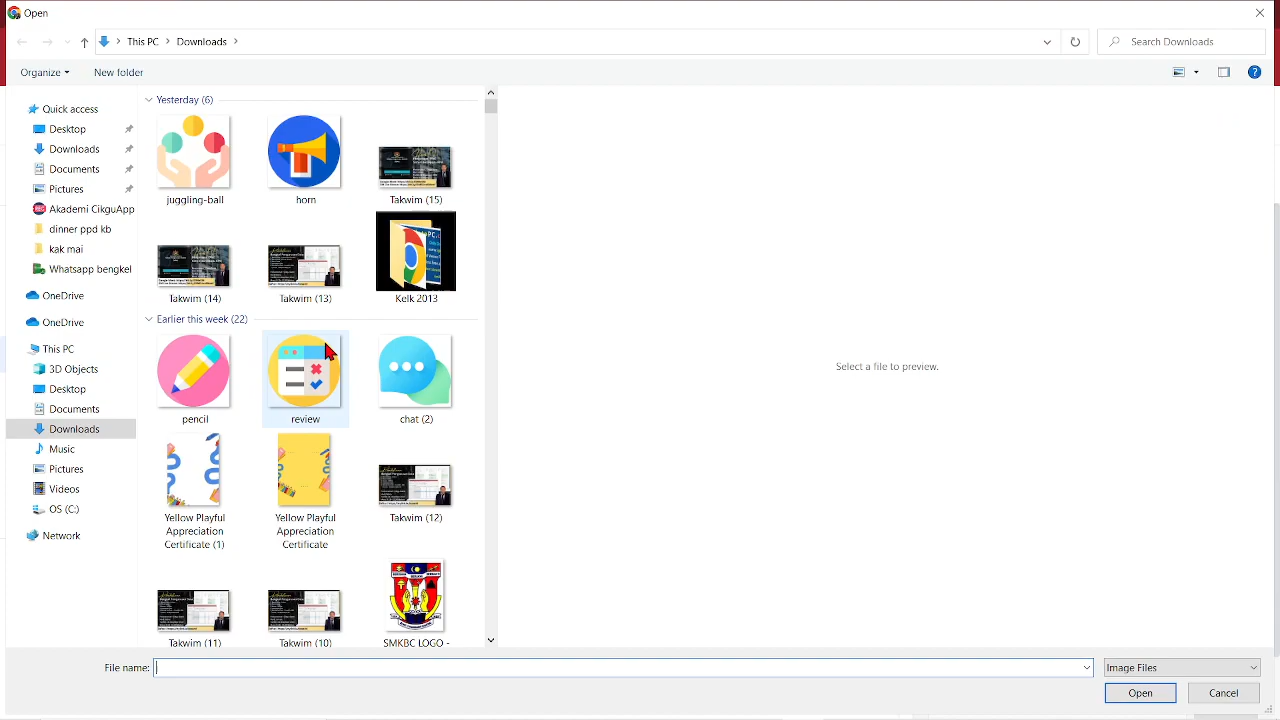 Open
This PC
Downloads
Search Downloads
Organize
New folder
Quick access
Desktop
Downloads
Documents
Pictures
Akademi CikguApp
dinner ppd kb
kak mai
Whatsapp bengkel
OneDrive
OneDrive
This PC
3D Objects
Desktop
Documents
Downloads
Music
Pictures
Videos
OS (C:)
Network
Yesterday (6)
juggling-ball
horn
Takwim (15)
Takwim (14)
Takwim (13)
Kelk 2013
Earlier this week (22)
pencil
review
chat (2)
Yellow Playful
Appreciation
Certificate (1)
Yellow Playful
Appreciation
Certificate
Takwim (12)
Takwim (11)
Takwim (10)
SMKBC LOGO -
Select a file to preview.
File name:
Image Files
Open
Cancel